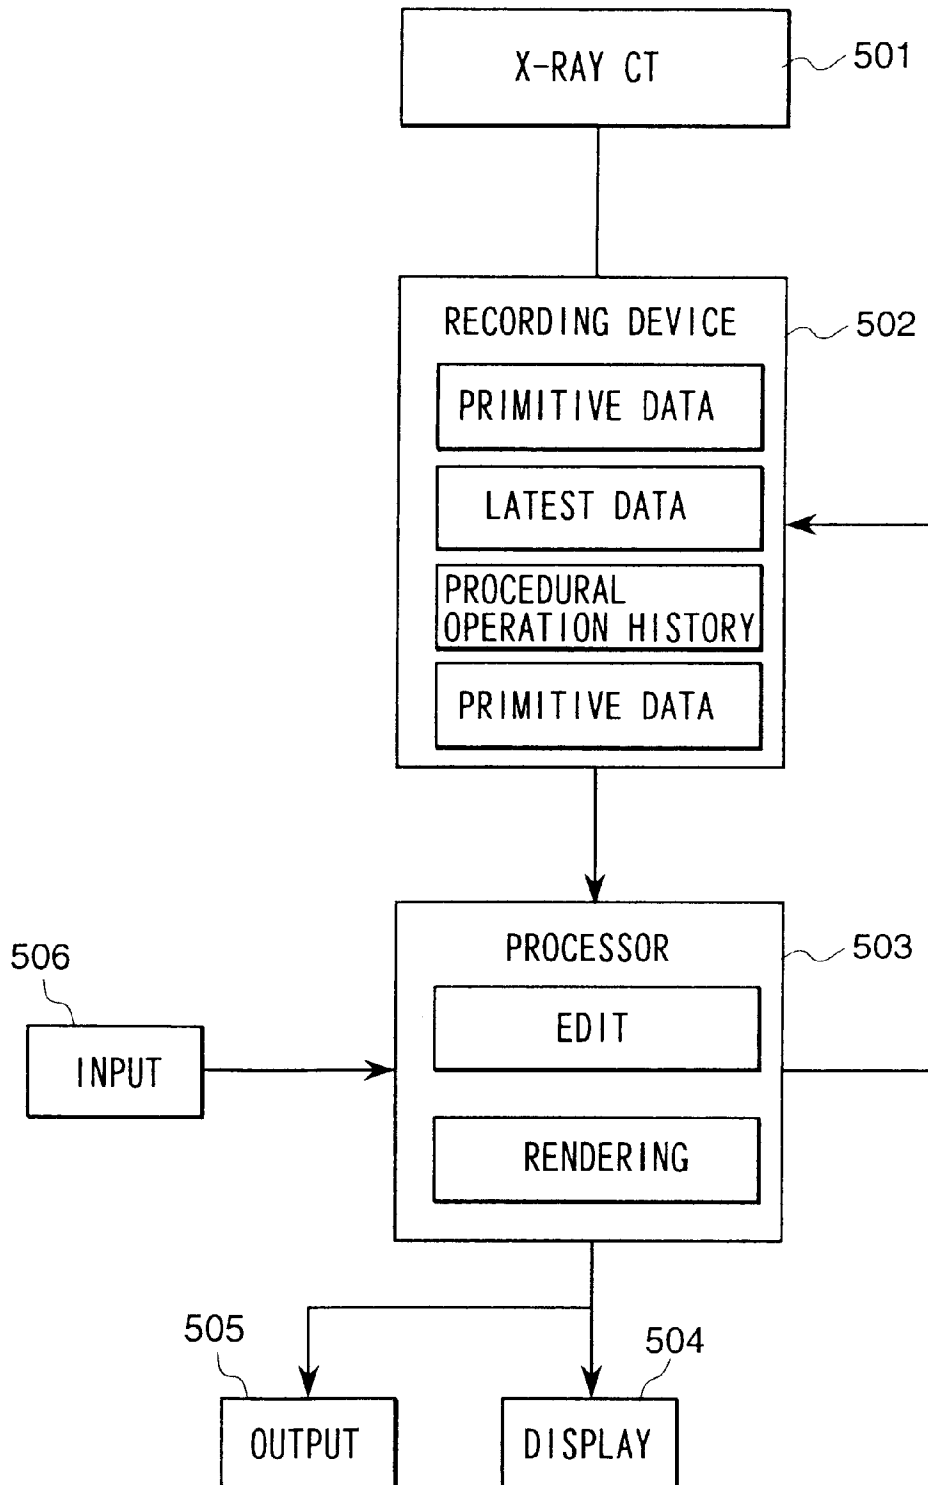 X-RAY CT
501
RECORDING DEVICE
502
PRIMITIVE DATA
LATEST DATA
PROCEDURAL
OPERATION HISTORY
PRIMITIVE DATA
PROCESSOR
503
506
EDIT
INPUT
RENDERING
505
504
OUTPUT
DISPLAY